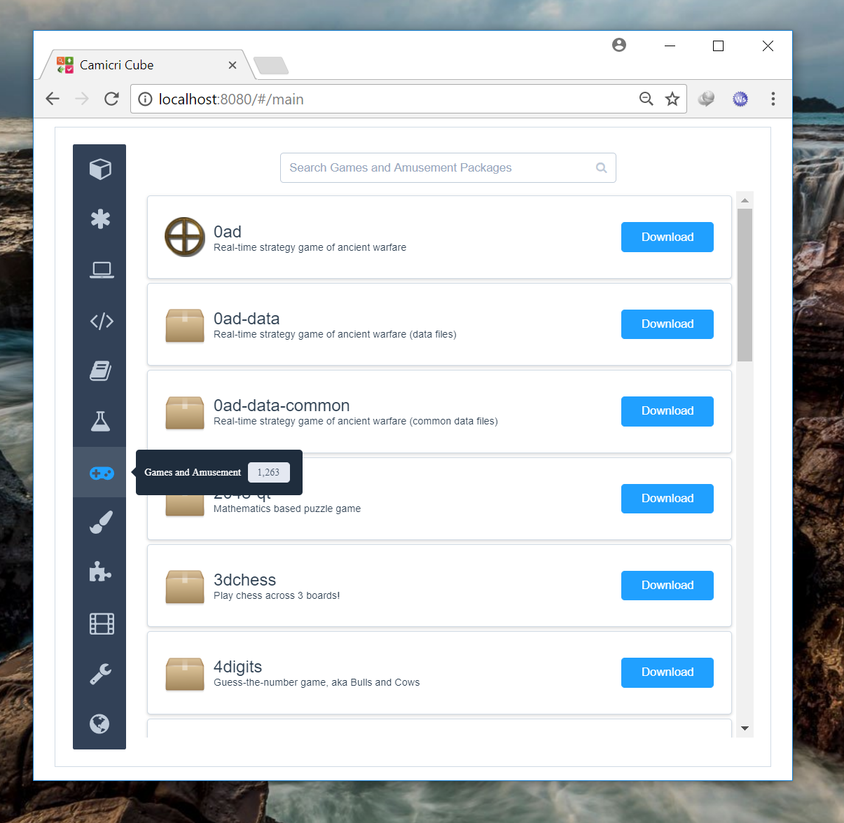 Camicri Cube
localhost:8080/#/main
Search Games and Amusement Packages
0ad
Real-time strategy game of ancient warfare
Download
0ad-data
Real-time strategy game of ancient warfare (data files)
Download
0ad-data-common
Real-time strategy game of ancient warfare (common data files)
Download
Games and Amusement 1,263
2048-qt
Mathematics based puzzle game
Download
3dchess
Play chess across 3 boards!
Download
4digits
Guess-the-number game, aka Bulls and Cows
Download